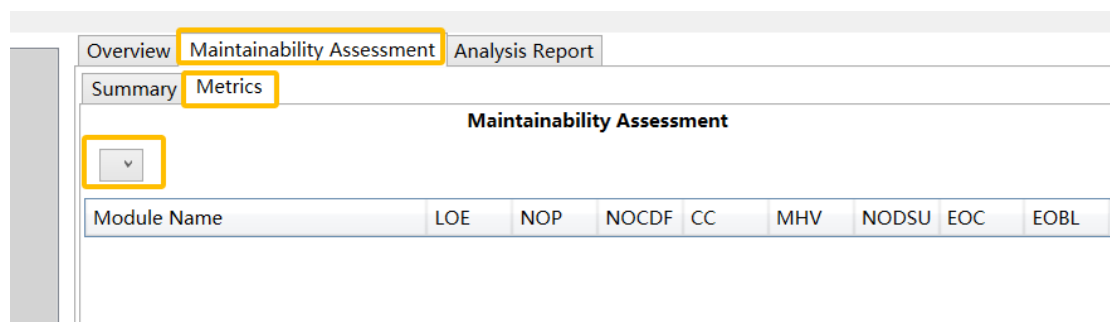 Overview Maintainability Assessment Analysis Report
Summary Metrics
Maintainability Assessment
Module Name LOE NOP NOCDF CC MHV NODSU EOC EOBL